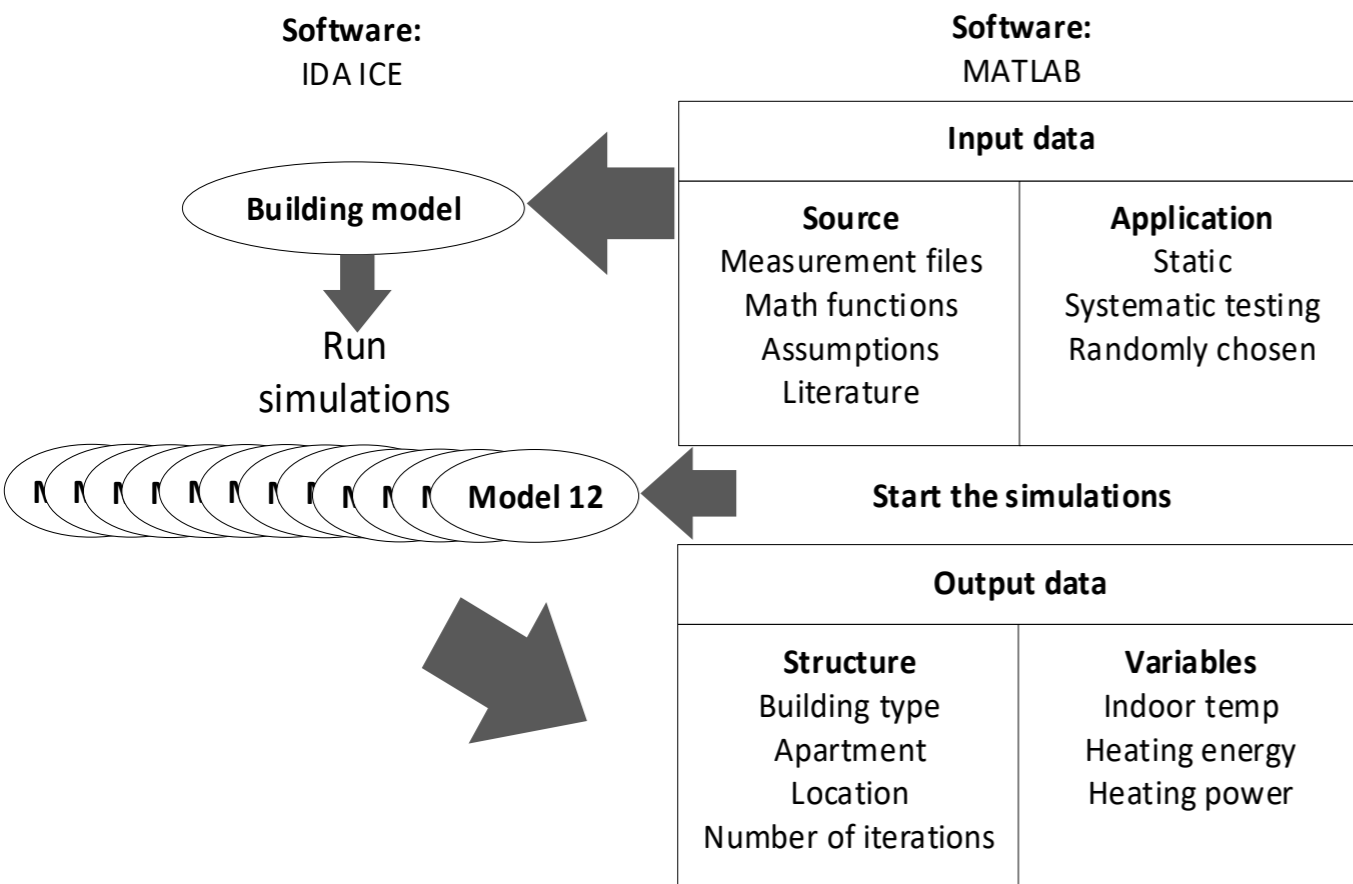 Software:
IDA ICE
Software:
MATLAB
Building model
Run
simulations
Model 12
Input data
Source
Measurement files
Math functions
Assumptions
Literature
Application
Static
Systematic testing
Randomly chosen
Start the simulations
Output data
Structure
Building type
Apartment
Location
Number of iterations
Variables
Indoor temp
Heating energy
Heating power